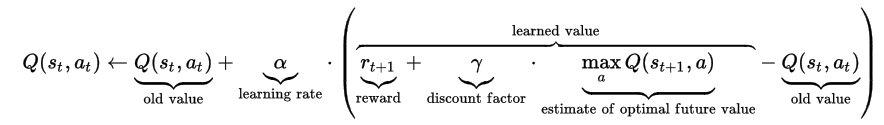 learned value
Q(s_t, a_t) ← Q(s_t, a_t) + α · ( r_{t+1} + γ · max_a Q(s_{t+1}, a) − Q(s_t, a_t) )
old value learning rate reward discount factor estimate of optimal future value old value